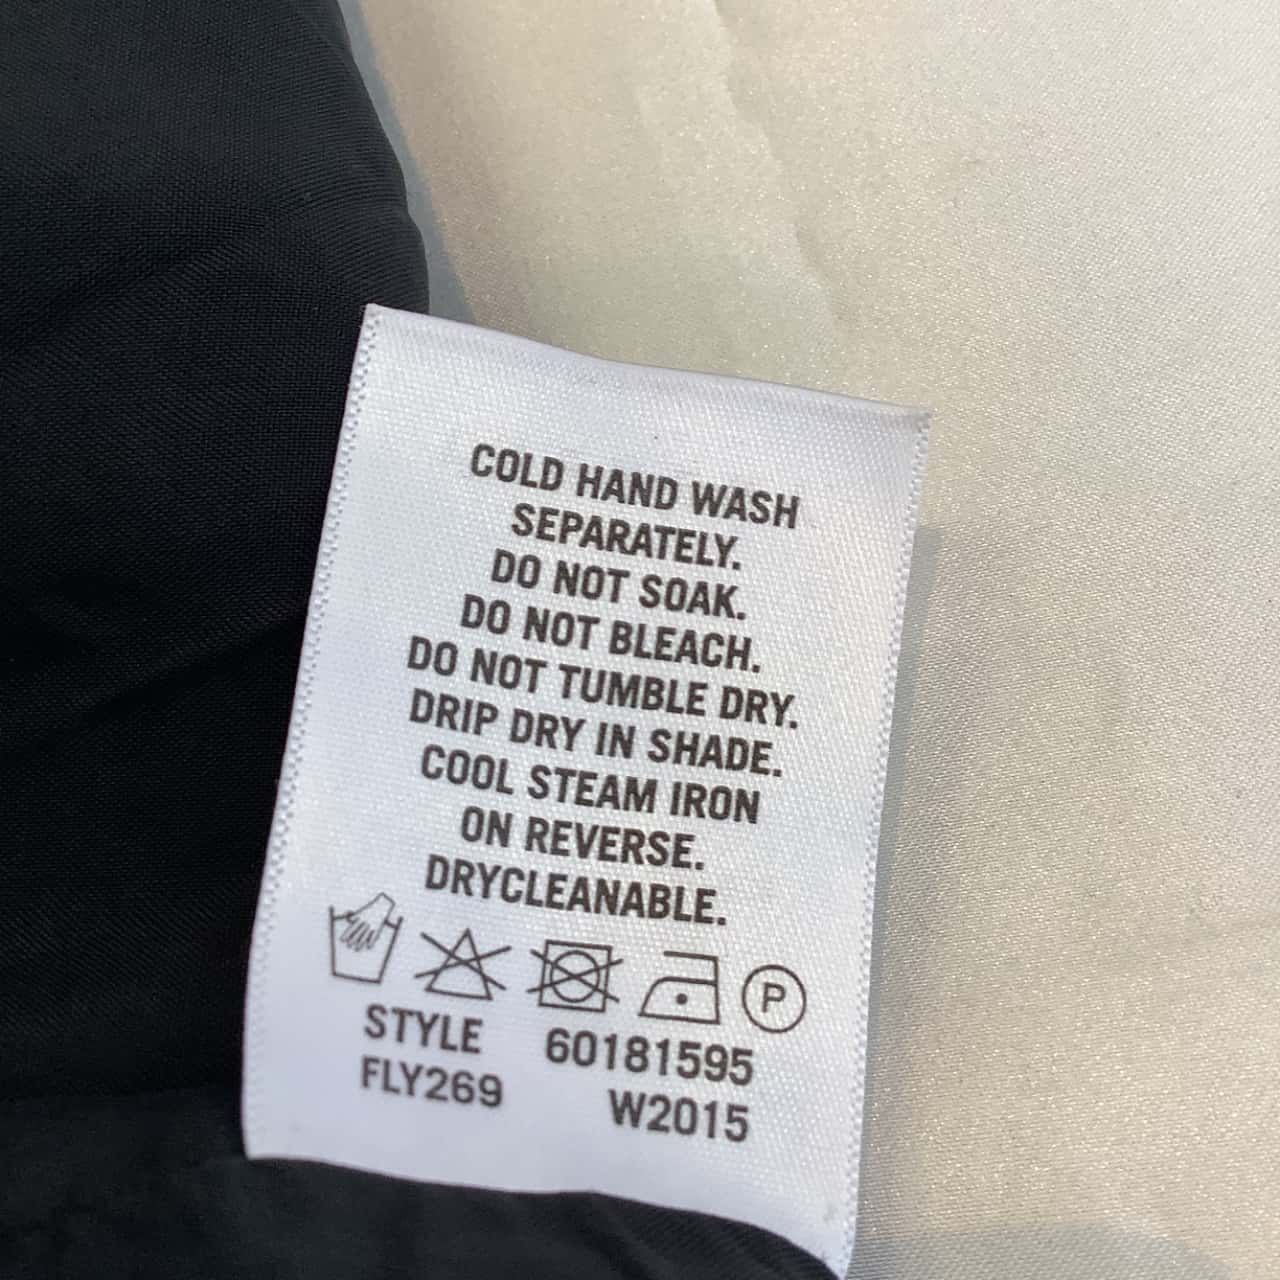 COLD HAND WASH
SEPARATELY.
DO NOT SOAK.
DO NOT BLEACH.
DO NOT TUMBLE DRY.
DRIP DRY IN SHADE.
COOL STEAM IRON
ON REVERSE.
DRYCLEANABLE.
P
STYLE 60181595
FLY269 W2015